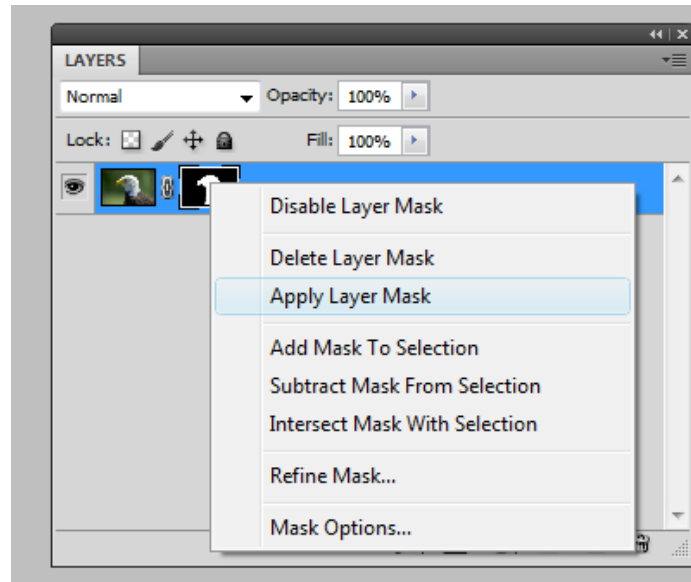 LAYERS
Normal Opacity: 100%
Lock: Fill: 100%
Disable Layer Mask
Delete Layer Mask
Apply Layer Mask
Add Mask To Selection
Subtract Mask From Selection
Intersect Mask With Selection
Refine Mask...
Mask Options...